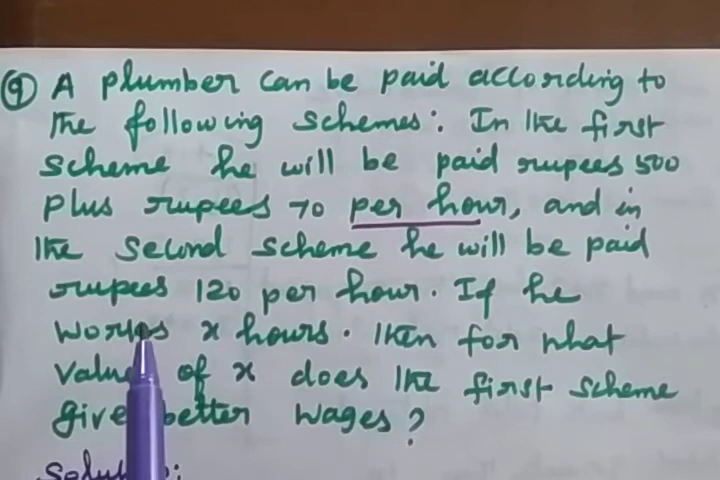 9 A plumber can be paid according to
the following schemes: In the first
scheme he will be paid rupees 500
plus rupees 70 per hour, and in
the second scheme he will be paid
rupees 120 per hour. If he
works x hours. then for what
value of x does the first scheme
give better wages?